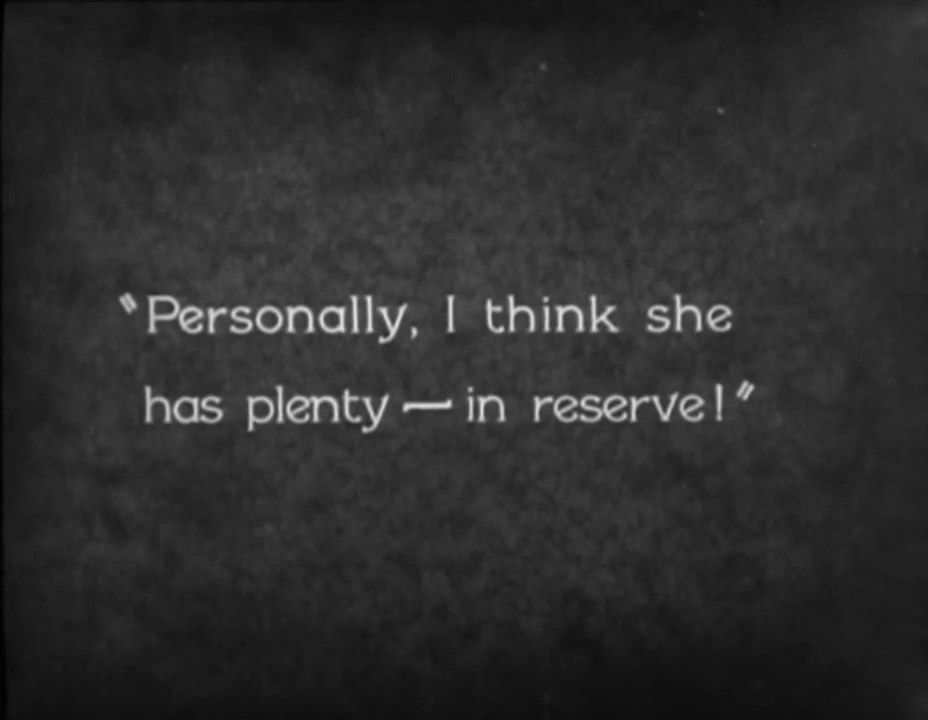 "Personally, I think she
has plenty — in reserve!"